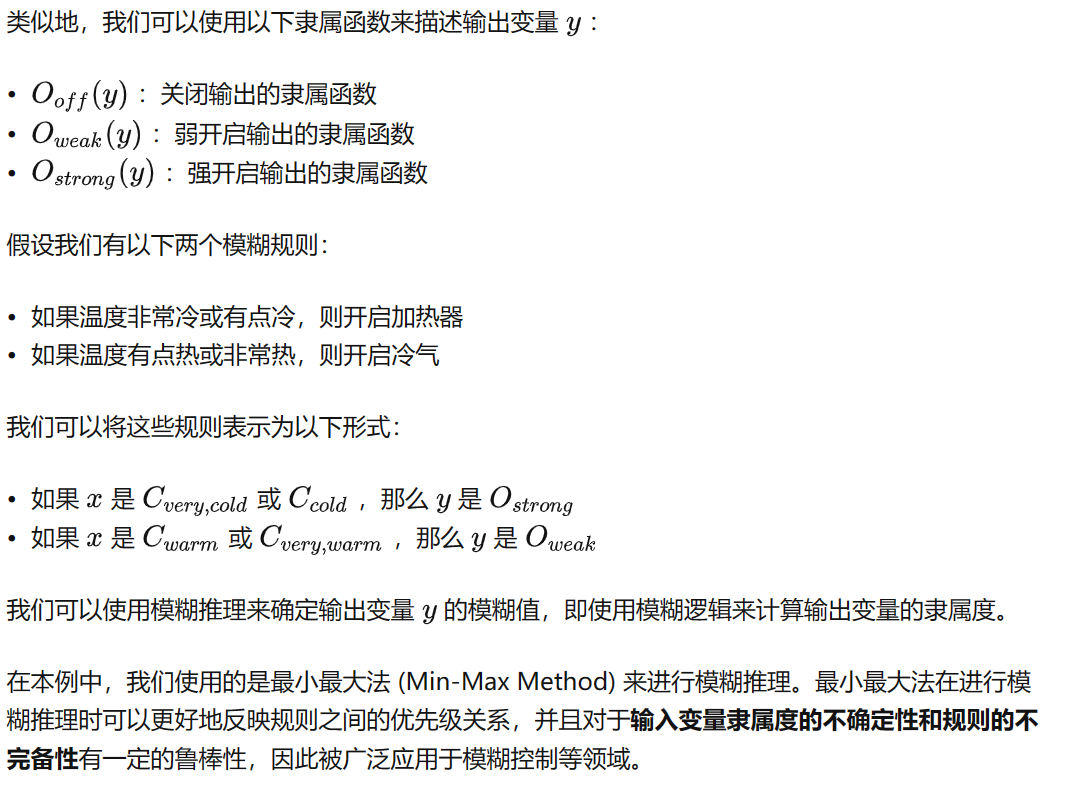 类似地，我们可以使用以下隶属函数来描述输出变量 y ：
• O_{off}(y) ：关闭输出的隶属函数
• O_{weak}(y) ：弱开启输出的隶属函数
• O_{strong}(y) ：强开启输出的隶属函数
假设我们有以下两个模糊规则：
• 如果温度非常冷或有点冷，则开启加热器
• 如果温度有点热或非常热，则开启冷气
我们可以将这些规则表示为以下形式：
• 如果 x 是 C_{very,cold} 或 C_{cold} ，那么 y 是 O_{strong}
• 如果 x 是 C_{warm} 或 C_{very,warm} ，那么 y 是 O_{weak}
我们可以使用模糊推理来确定输出变量 y 的模糊值，即使用模糊逻辑来计算输出变量的隶属度。
在本例中，我们使用的是最小最大法 (Min-Max Method) 来进行模糊推理。最小最大法在进行模
糊推理时可以更好地反映规则之间的优先级关系，并且对于输入变量隶属度的不确定性和规则的不
完备性有一定的鲁棒性，因此被广泛应用于模糊控制等领域。